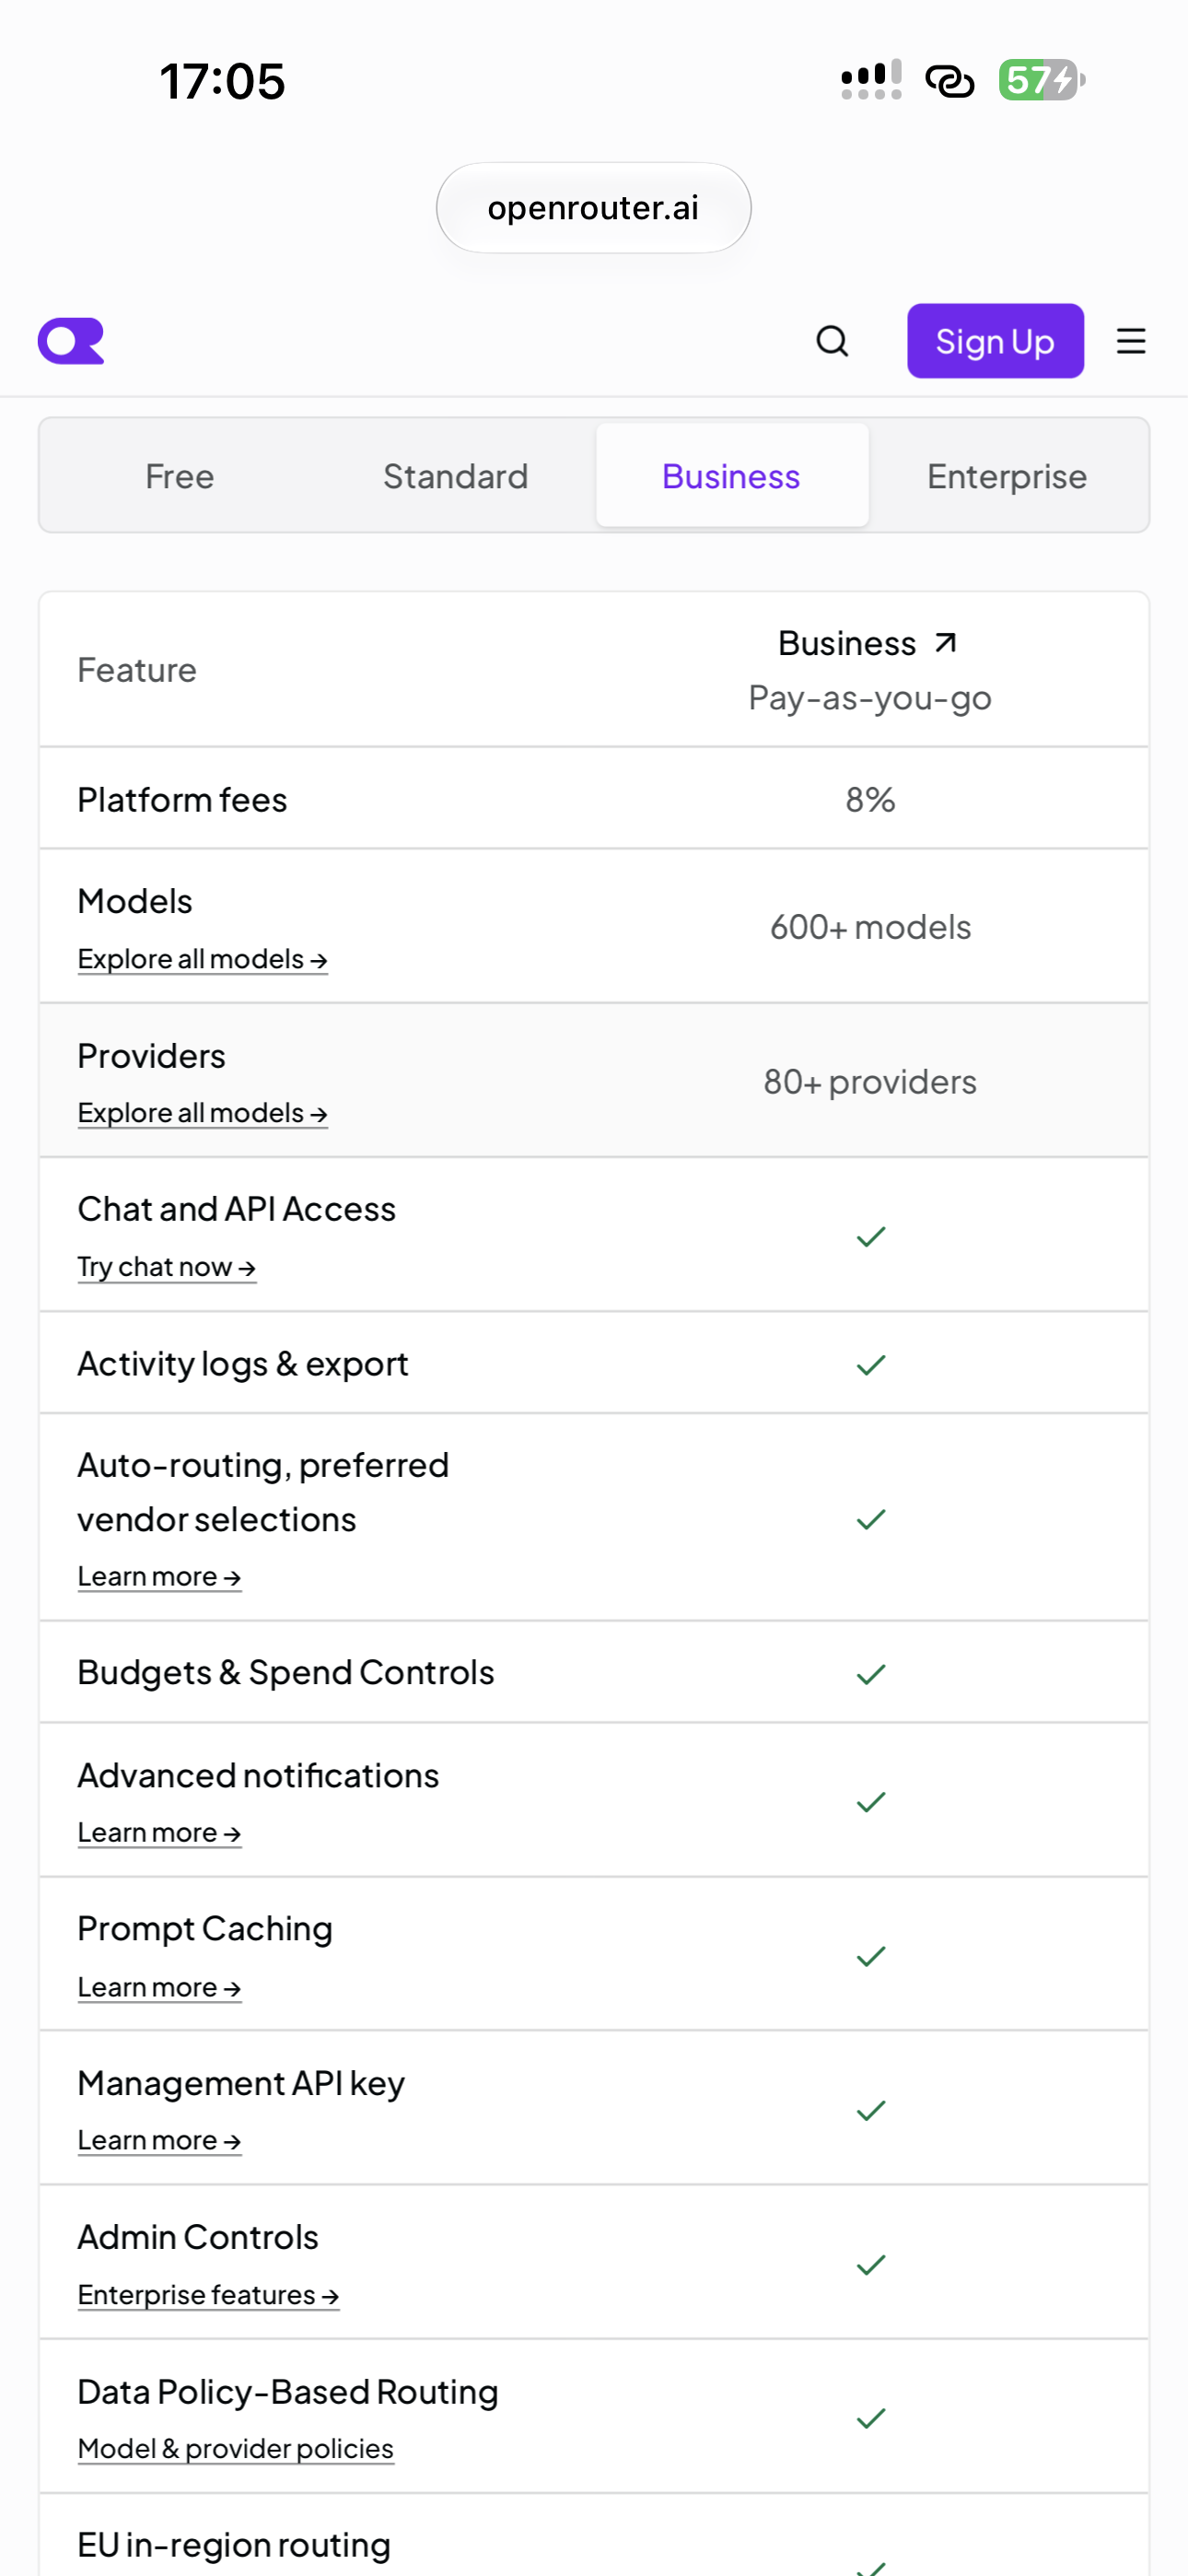 17:05
57
openrouter.ai
Sign Up
Free Standard Business Enterprise
Feature
Business ↗
Pay-as-you-go
Platform fees 8%
Models
Explore all models →
600+ models
Providers
Explore all models →
80+ providers
Chat and API Access
Try chat now →
Activity logs & export
Auto-routing, preferred
vendor selections
Learn more →
Budgets & Spend Controls
Advanced notifications
Learn more →
Prompt Caching
Learn more →
Management API key
Learn more →
Admin Controls
Enterprise features →
Data Policy-Based Routing
Model & provider policies
EU in-region routing